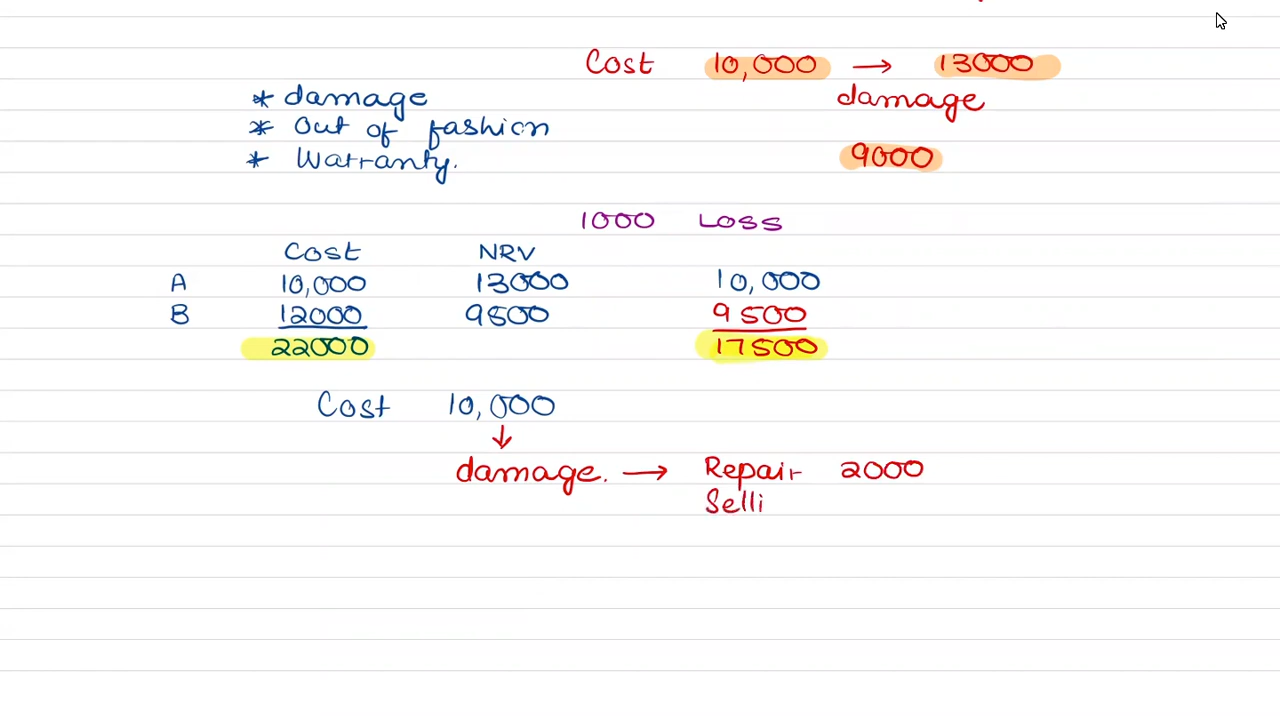 Cost 10,000 → 13000
* damage damage
* Out of fashion
* Warranty. 9000
1000 Loss
Cost NRV
A 10,000 13000 10,000
B 12000 9500 9500
22000 17500
Cost 10,000
↓
damage. → Repair 2000
Selli